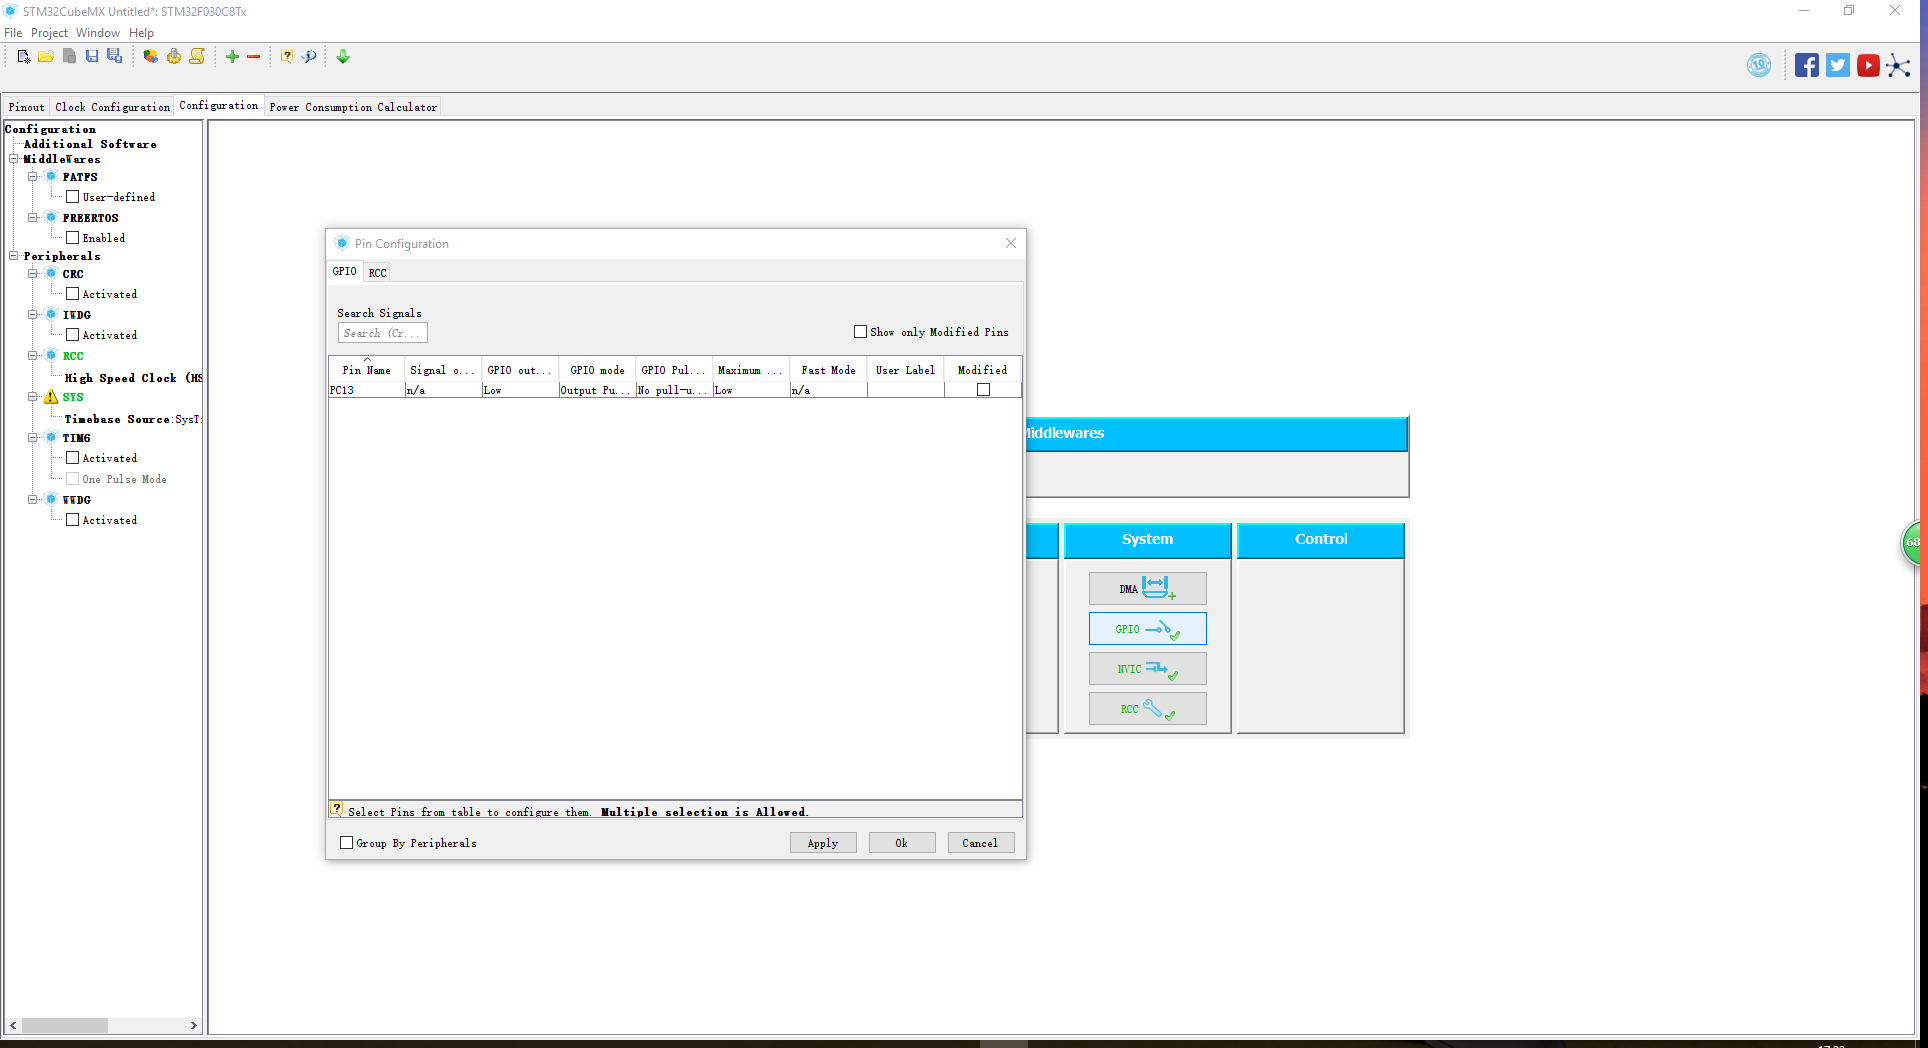 STM32CubeMX Untitled*: STM32F030C8Tx
File Project Window Help
Pinout Clock Configuration Configuration Power Consumption Calculator
Configuration
Additional Software
MiddleWares
FATFS
User-defined
FREERTOS
Enabled
Peripherals
CRC
Activated
IWDG
Activated
RCC
High Speed Clock (HS
SYS
Timebase Source:SysT
TIM6
Activated
One Pulse Mode
WWDG
Activated
Pin Configuration
GPIO RCC
Search Signals
Search (Cr...
Show only Modified Pins
Pin Name Signal o... GPIO out... GPIO mode GPIO Pul... Maximum ... Fast Mode User Label Modified
PC13 n/a Low Output Pu... No pull-u... Low n/a
Select Pins from table to configure them. Multiple selection is Allowed.
Group By Peripherals
Apply Ok Cancel
Middlewares
System Control
DMA
GPIO
NVIC
RCC
68